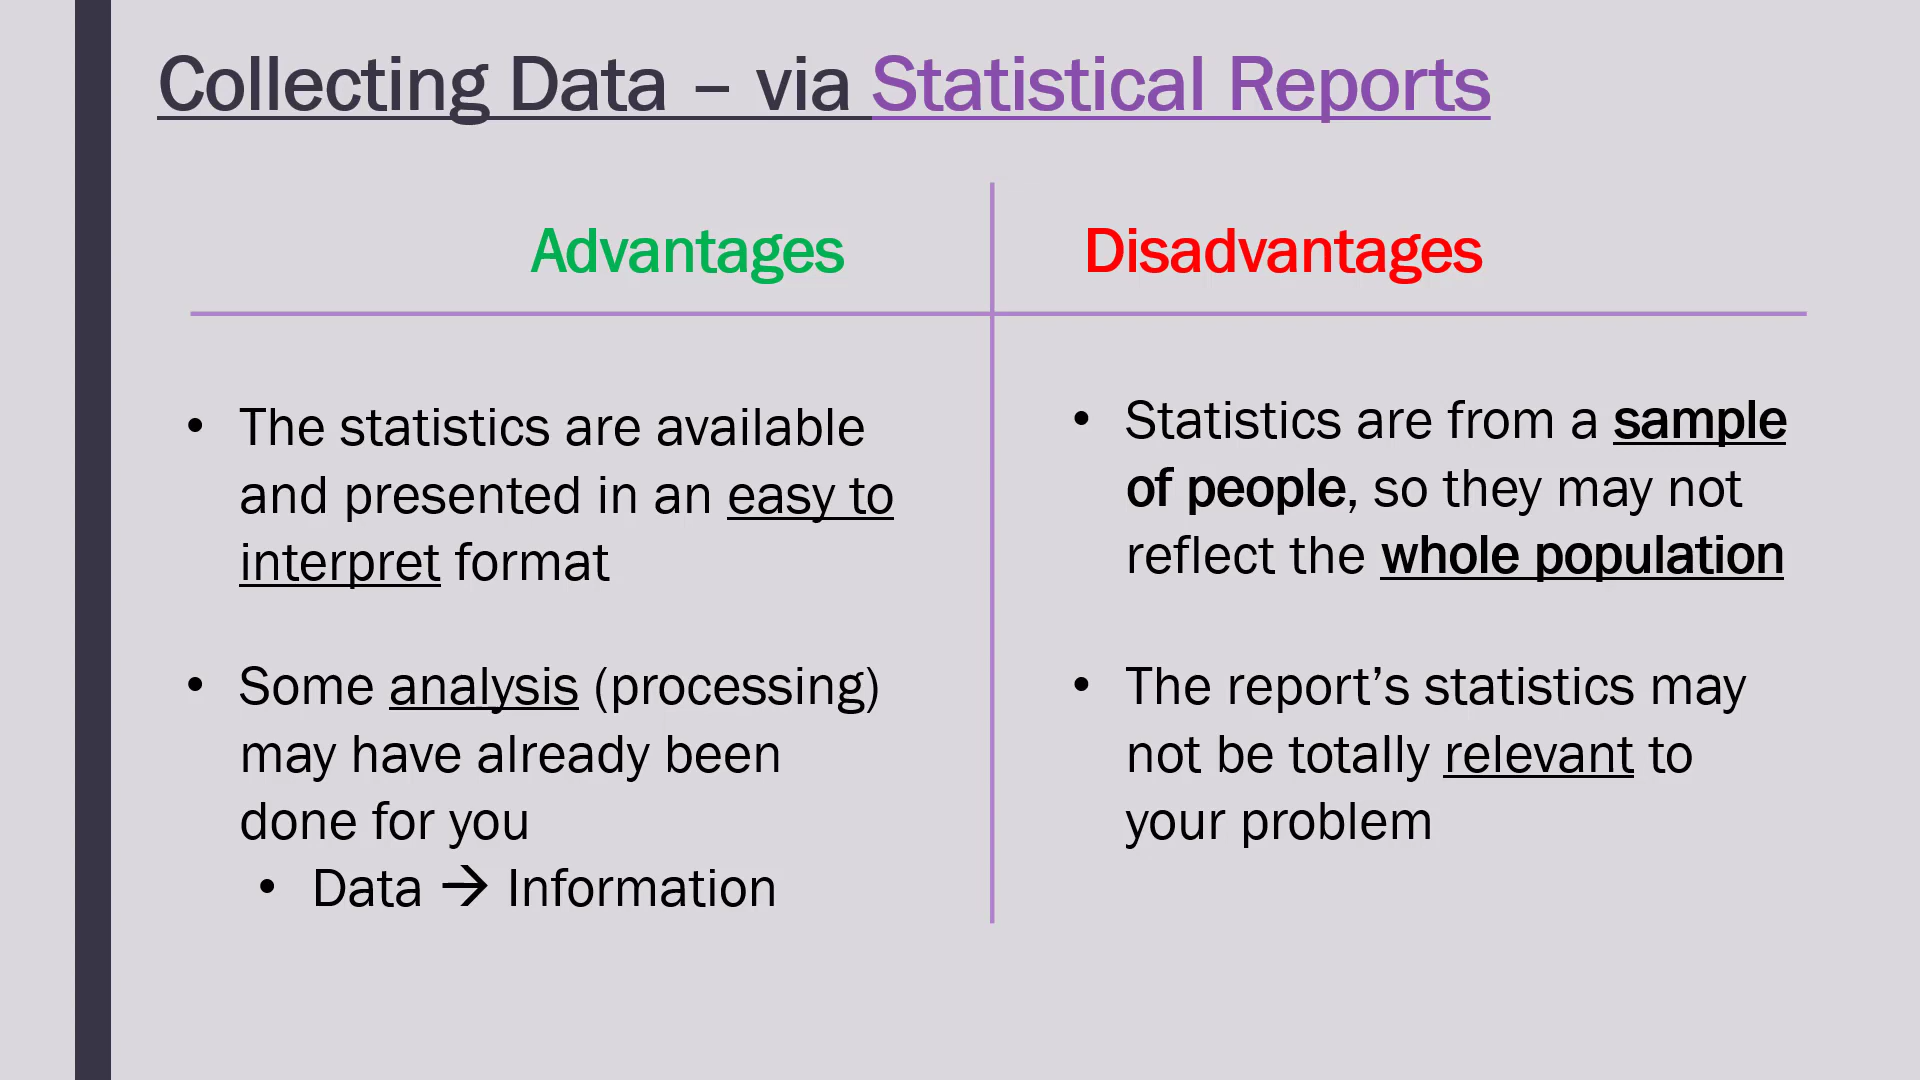 Collecting Data – via Statistical Reports
Advantages
• The statistics are available
and presented in an easy to
interpret format
• Some analysis (processing)
may have already been
done for you
• Data → Information
Disadvantages
• Statistics are from a sample
of people, so they may not
reflect the whole population
• The report’s statistics may
not be totally relevant to
your problem